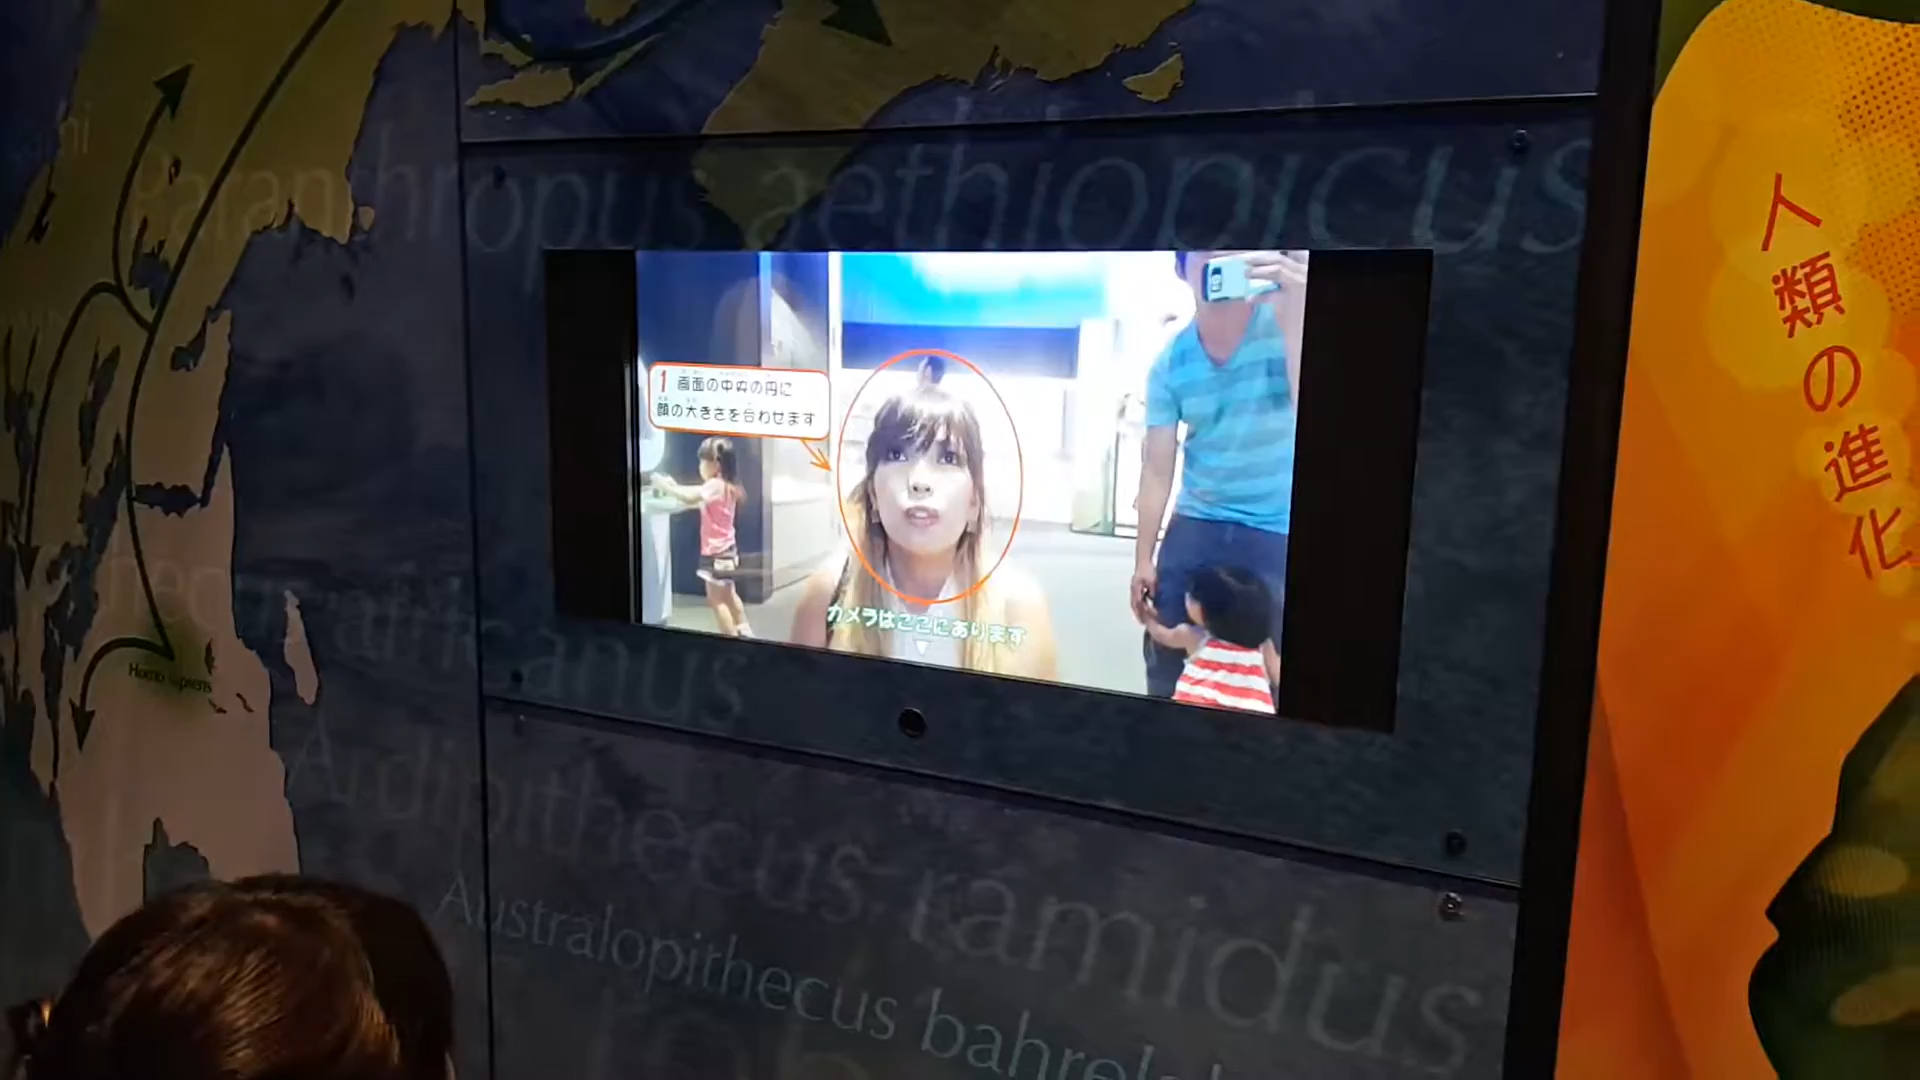 Paranthropus aethiopicus
人類の進化
1 画面の中央の円に
顔の大きさを合わせます
カメラはここにあります
africanus
Homo sapiens
Ardipithecus ramidus
Australopithecus bahrel